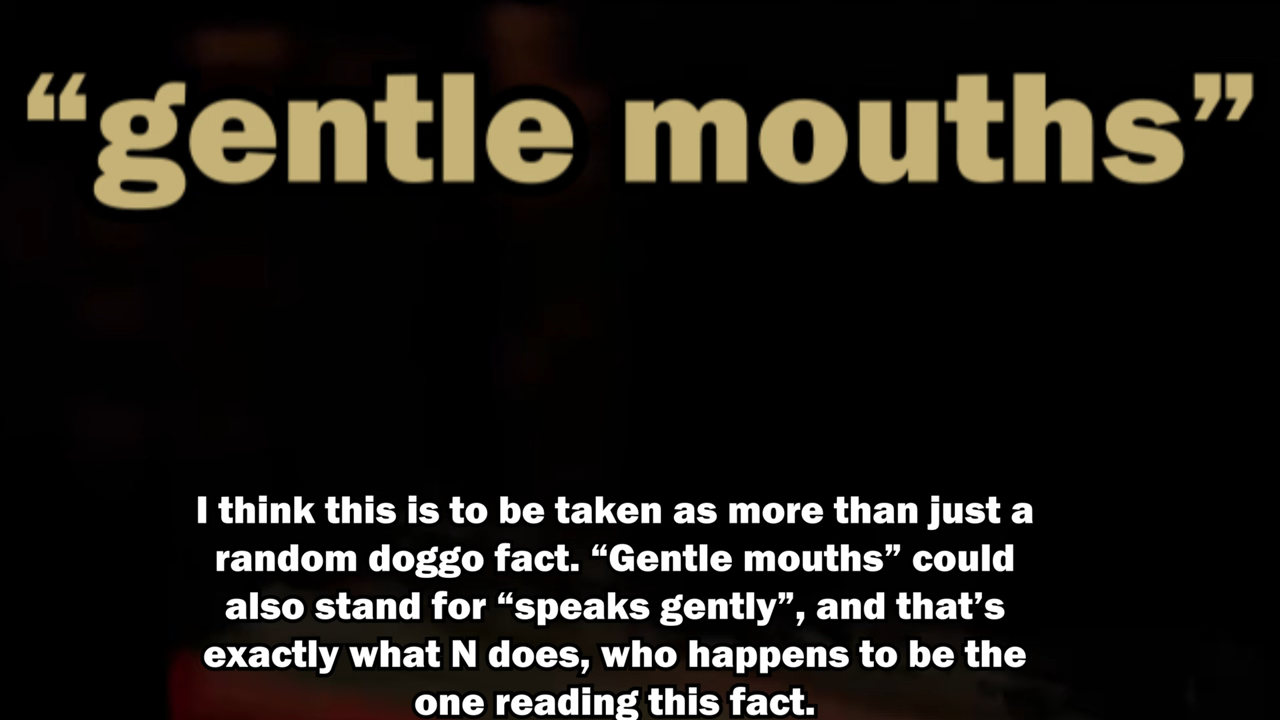 “gentle mouths”
I think this is to be taken as more than just a
random doggo fact. “Gentle mouths” could
also stand for “speaks gently”, and that’s
exactly what N does, who happens to be the
one reading this fact.